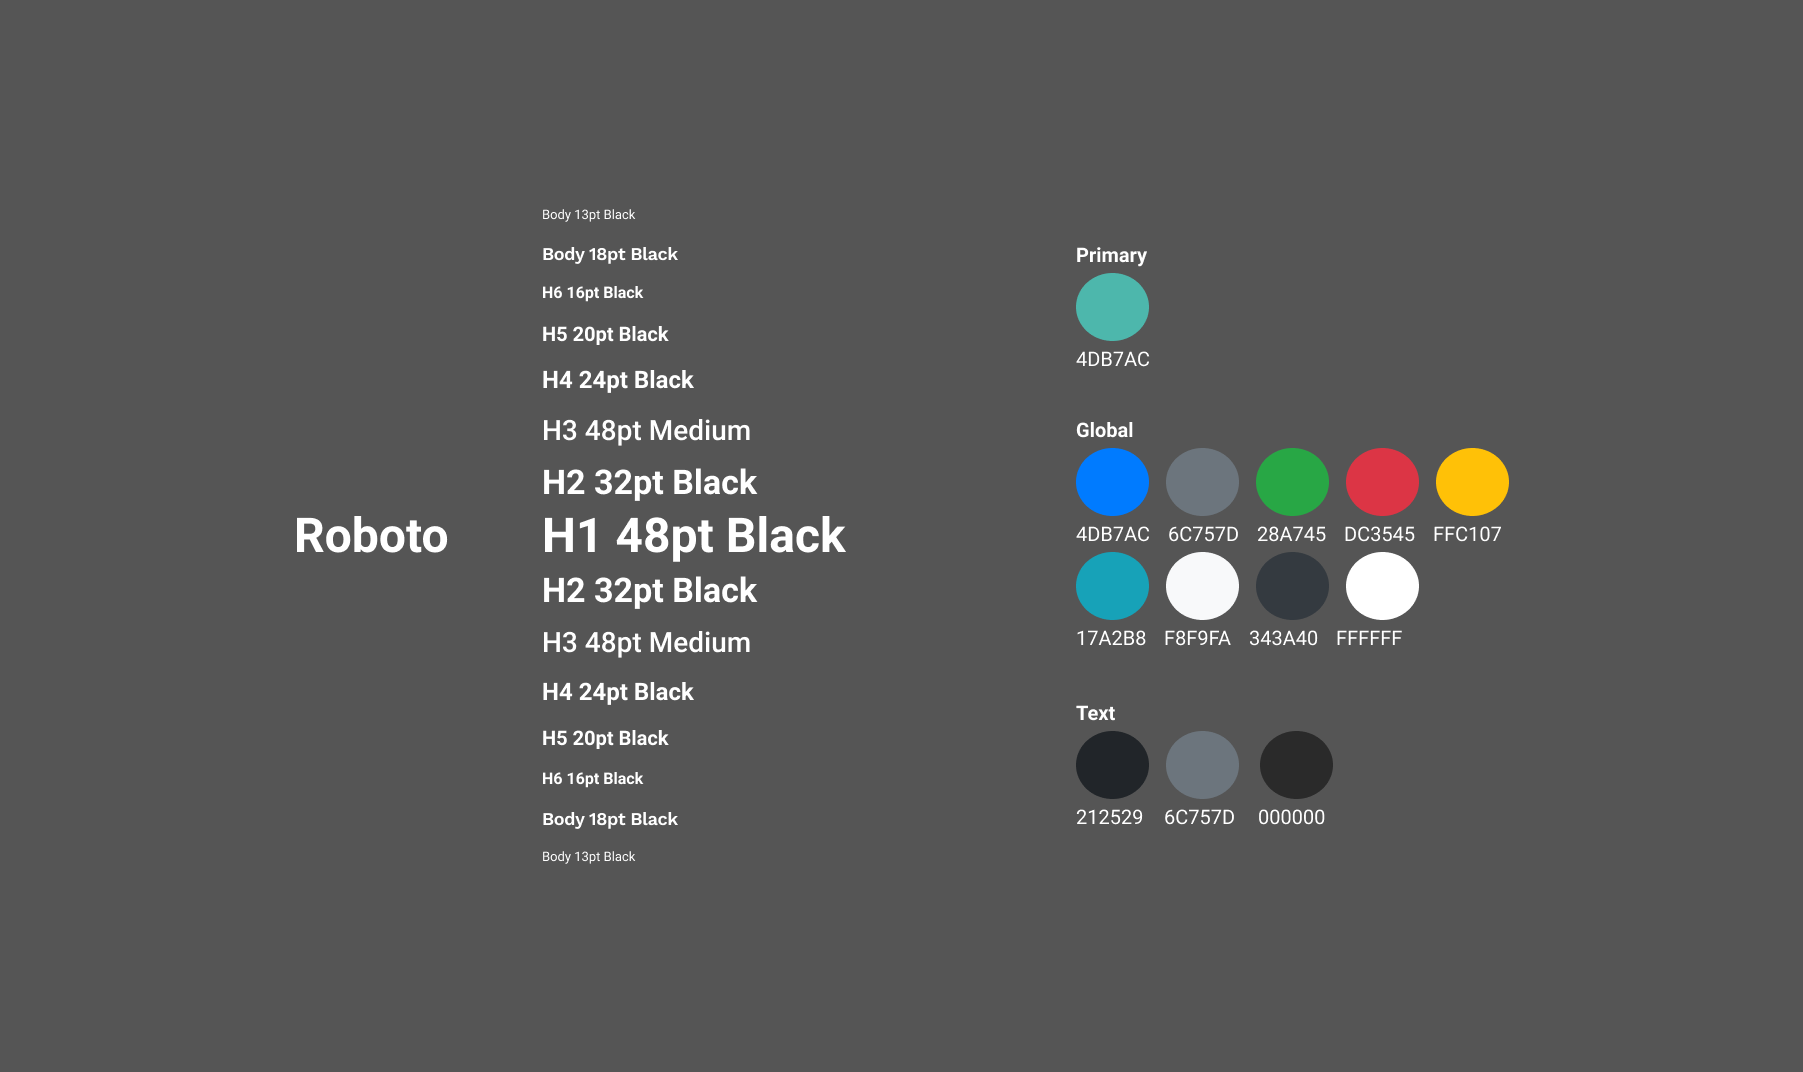 Roboto
Body 13pt Black
Body 18pt Black
H6 16pt Black
H5 20pt Black
H4 24pt Black
H3 48pt Medium
H2 32pt Black
H1 48pt Black
H2 32pt Black
H3 48pt Medium
H4 24pt Black
H5 20pt Black
H6 16pt Black
Body 18pt Black
Body 13pt Black
Primary
4DB7AC
Global
4DB7AC 6C757D 28A745 DC3545 FFC107
17A2B8 F8F9FA 343A40 FFFFFF
Text
212529 6C757D 000000